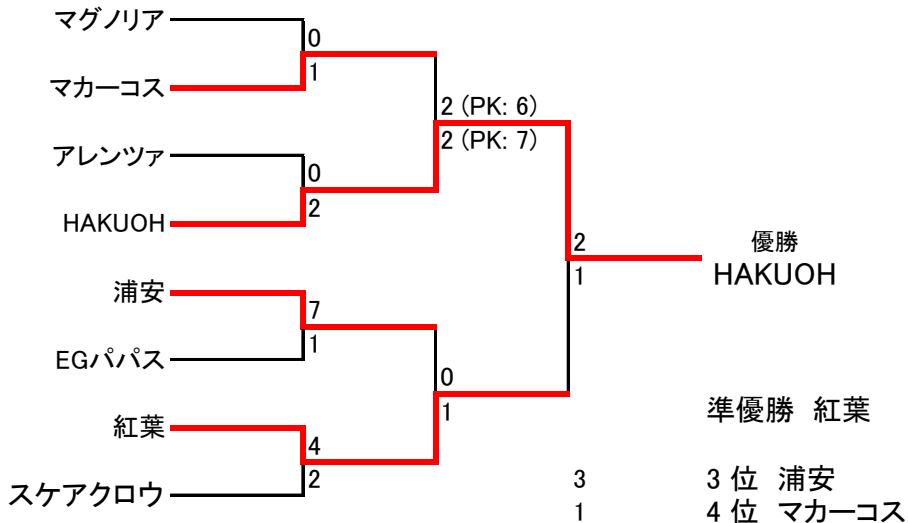 マグノリア
0
1
マカーコス
2 (PK: 6)
2 (PK: 7)
アレンツァ
0
2
HAKUOH
2
1
優勝
HAKUOH
浦安
7
1
EGパパス
0
1
準優勝 紅葉
紅葉
4
2
スケアクロウ
3 3位 浦安
1 4位 マカーコス